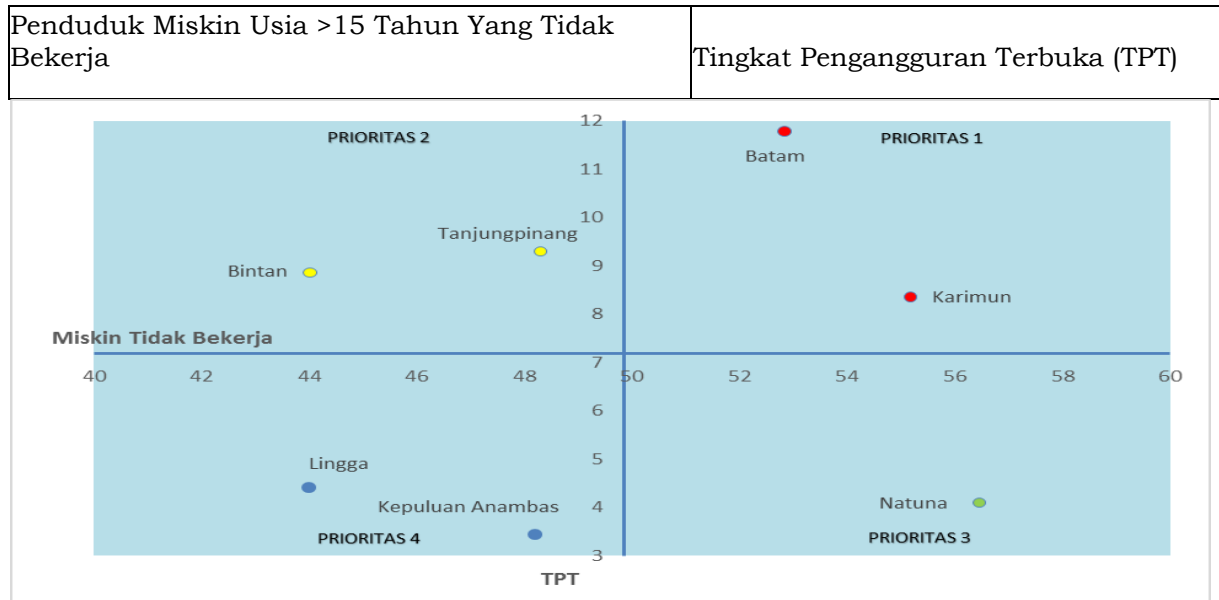 Penduduk Miskin Usia >15 Tahun Yang Tidak
Bekerja
Tingkat Pengangguran Terbuka (TPT)
12
PRIORITAS 2
PRIORITAS 1
Batam
11
10
Tanjungpinang
9
Bintan
Karimun
8
Miskin Tidak Bekerja
7
40 42 44 46 48 50 52 54 56 58 60
6
5
Lingga
4
Kepuluan Anambas
Natuna
PRIORITAS 4
PRIORITAS 3
3
TPT